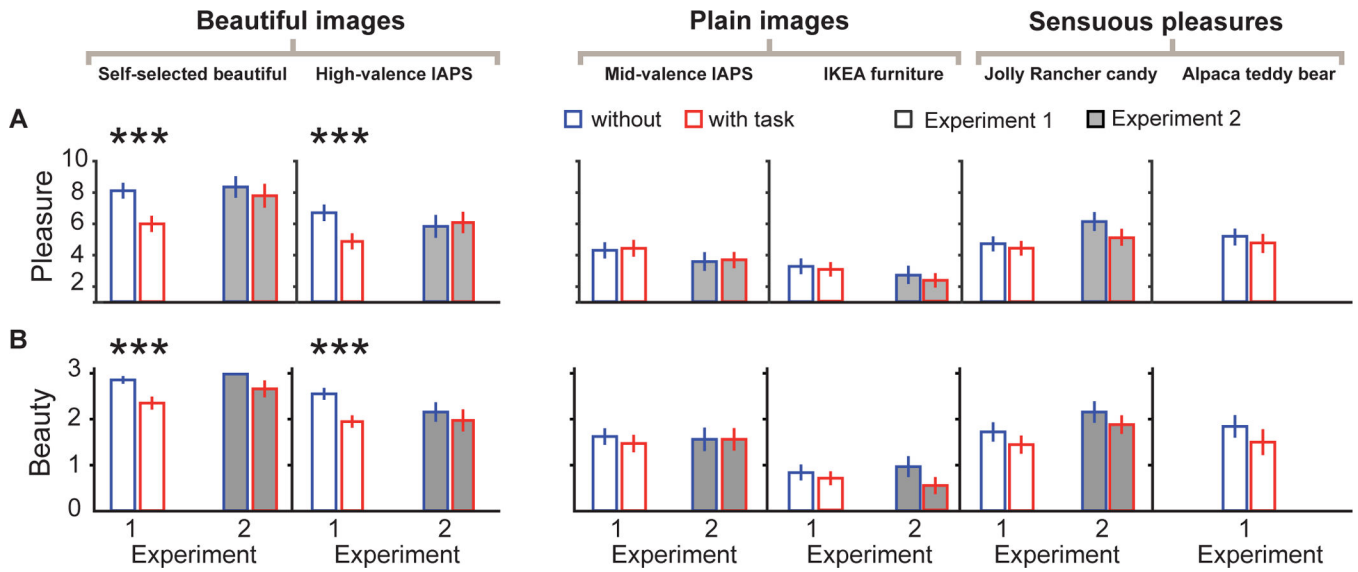 Beautiful images Plain images Sensuous pleasures
Self-selected beautiful High-valence IAPS Mid-valence IAPS IKEA furniture Jolly Rancher candy Alpaca teddy bear
without with task Experiment 1 Experiment 2
A
*** ***
Pleasure
10
8
6
4
2
B
*** ***
Beauty
3
2
1
0
1 2 1 2 1 2 1 2 1 2 1
Experiment Experiment Experiment Experiment Experiment Experiment